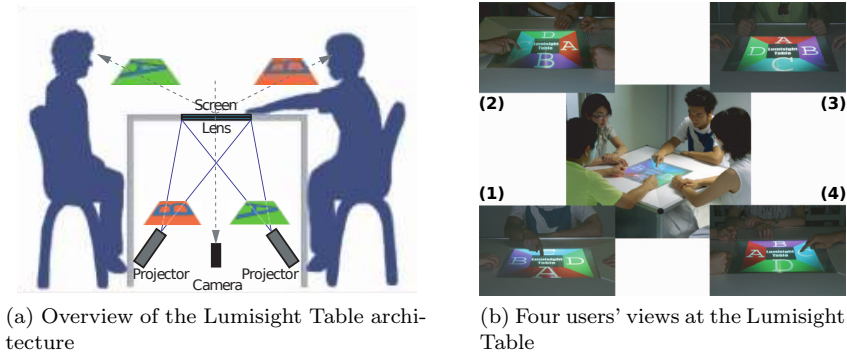 A B
Screen
Lens
B A
Projector Projector
Camera
(a) Overview of the Lumisight Table archi-
tecture
D
Lumisight
Table
A
B
A
D
Lumisight
Table
B
C
(2) (3)
(1) (4)
B
Lumisight
Table
D
A
B
A
Lumisight
Table
C
D
(b) Four users' views at the Lumisight
Table